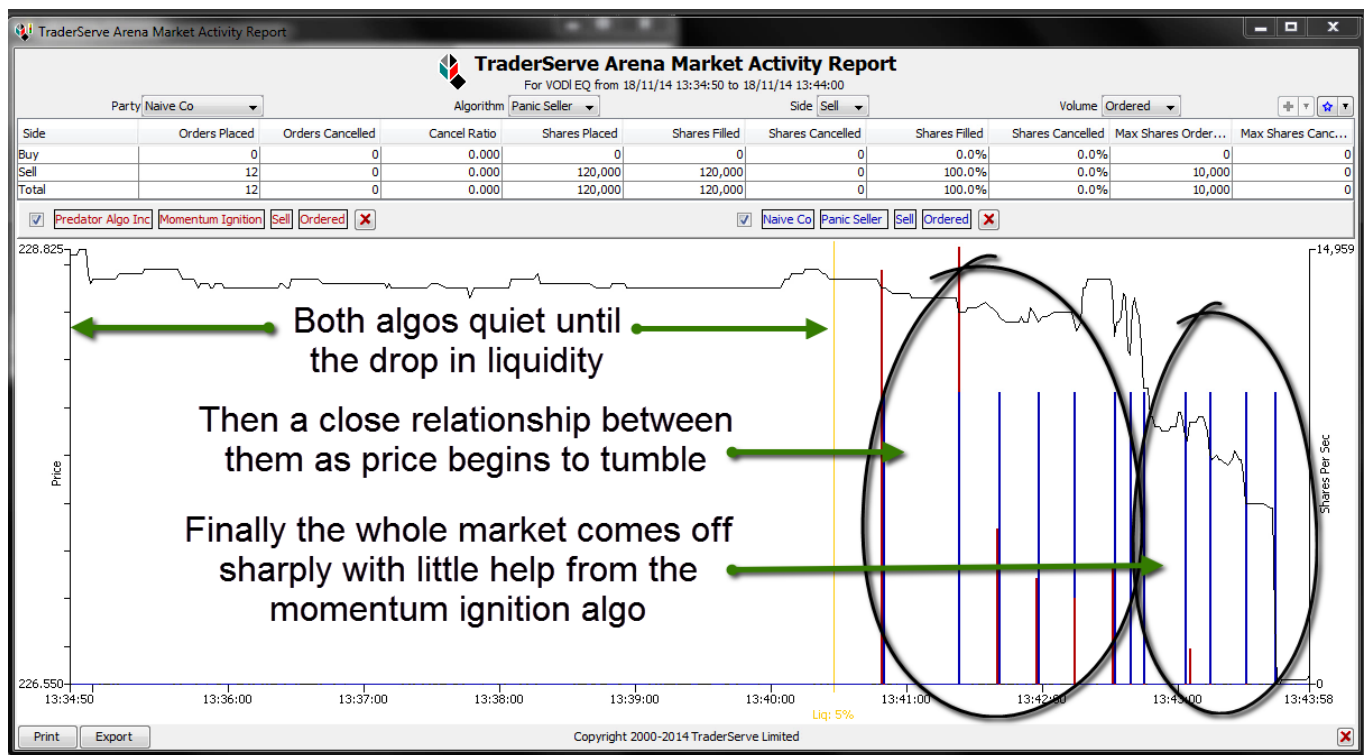 TraderServe Arena Market Activity Report
TraderServe Arena Market Activity Report
For VODl EQ from 18/11/14 13:34:50 to 18/11/14 13:44:00
Party Naive Co Algorithm Panic Seller Side Sell Volume Ordered
Side Orders Placed Orders Cancelled Cancel Ratio Shares Placed Shares Filled Shares Cancelled Shares Filled Shares Cancelled Max Shares Order... Max Shares Canc...
Buy 0 0 0.000 0 0 0 0.0% 0.0% 0 0
Sell 12 0 0.000 120,000 120,000 0 100.0% 0.0% 10,000 0
Total 12 0 0.000 120,000 120,000 0 100.0% 0.0% 10,000 0
Predator Algo Inc Momentum Ignition Sell Ordered Naive Co Panic Seller Sell Ordered
228.825 14,959
Both algos quiet until
the drop in liquidity
Then a close relationship between
them as price begins to tumble
Price
Shares Per Sec
Finally the whole market comes off
sharply with little help from the
momentum ignition algo
226.550 0
13:34:50 13:36:00 13:37:00 13:38:00 13:39:00 13:40:00 13:41:00 13:42:00 13:43:00 13:43:58
Liq: 5%
Print Export Copyright 2000-2014 TraderServe Limited